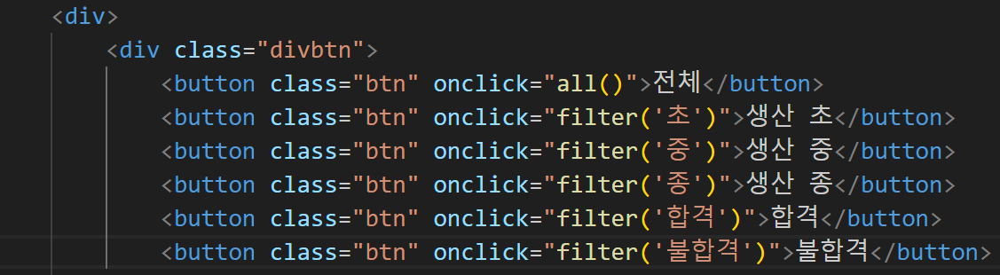 <div>
<div class="divbtn">
<button class="btn" onclick="all()">전체</button>
<button class="btn" onclick="filter('초')">생산 초</button>
<button class="btn" onclick="filter('중')">생산 중</button>
<button class="btn" onclick="filter('종')">생산 종</button>
<button class="btn" onclick="filter('합격')">합격</button>
<button class="btn" onclick="filter('불합격')">불합격</button>